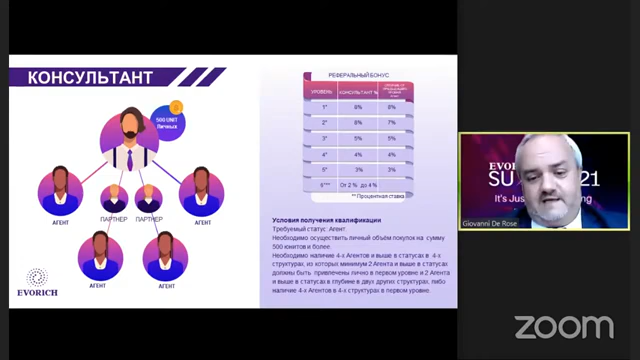 КОНСУЛЬТАНТ
500 UNIT
Личных
АГЕНТ
ПАРТНЕР
ПАРТНЕР
АГЕНТ
АГЕНТ
АГЕНТ
EVORICH
РЕФЕРАЛЬНЫЙ БОНУС
УРОВЕНЬ
КОНСУЛЬТАНТ %
1* 8% 8%
2* 8% 7%
3* 5% 5%
4* 4% 4%
5* 3% 3%
6*** От 2 % до 4 %
** Процентная ставка
Условия получения квалификации
Требуемый статус: Агент.
Необходимо осуществить личный объём покупок на сумму
500 юнитов и более.
Необходимо наличие 4-х Агентов и выше в статусах в 4-х
структурах, из которых минимум 2 Агента и выше в статусах
должны быть привлечены лично в первом уровне и 2 Агента
и выше в статусах в глубине в двух других структурах, либо
наличие 4-х Агентов в 4-х структурах в первом уровне.
EVO
SU
21
It's Jus
ng
Giovanni De Rose
zoom